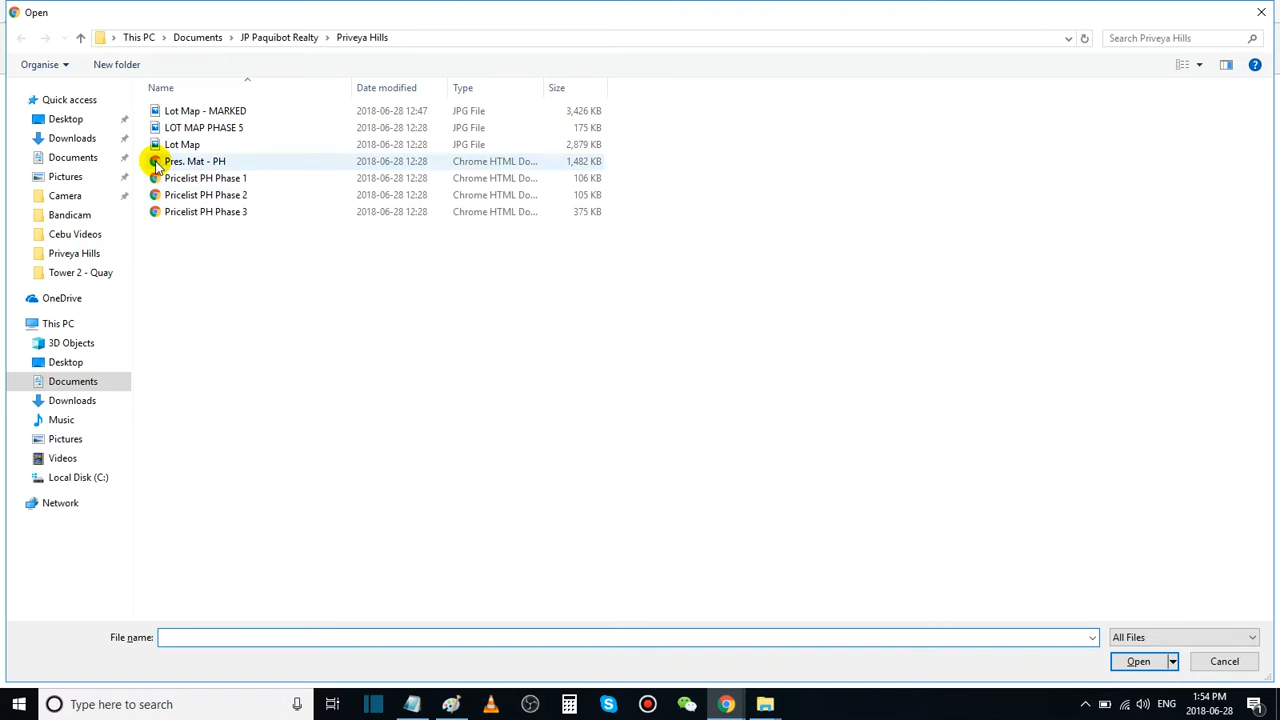 Open
This PC Documents JP Paquibot Realty Priveya Hills Search Priveya Hills
Organise New folder
Name Date modified Type Size
Lot Map - MARKED 2018-06-28 12:47 JPG File 3,426 KB
LOT MAP PHASE 5 2018-06-28 12:28 JPG File 175 KB
Lot Map 2018-06-28 12:28 JPG File 2,879 KB
Pres. Mat - PH 2018-06-28 12:28 Chrome HTML Do... 1,482 KB
Pricelist PH Phase 1 2018-06-28 12:28 Chrome HTML Do... 106 KB
Pricelist PH Phase 2 2018-06-28 12:28 Chrome HTML Do... 105 KB
Pricelist PH Phase 3 2018-06-28 12:28 Chrome HTML Do... 375 KB
Quick access
Desktop
Downloads
Documents
Pictures
Camera
Bandicam
Cebu Videos
Priveya Hills
Tower 2 - Quay
OneDrive
This PC
3D Objects
Desktop
Documents
Downloads
Music
Pictures
Videos
Local Disk (C:)
Network
File name: All Files
Open Cancel
Type here to search ENG 1:54 PM
2018-06-28